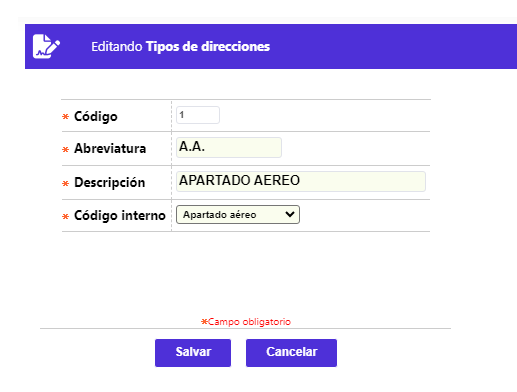 Editando Tipos de direcciones
* Código 1
* Abreviatura A.A.
* Descripción APARTADO AEREO
* Código interno Apartado aéreo
*Campo obligatorio
Salvar Cancelar